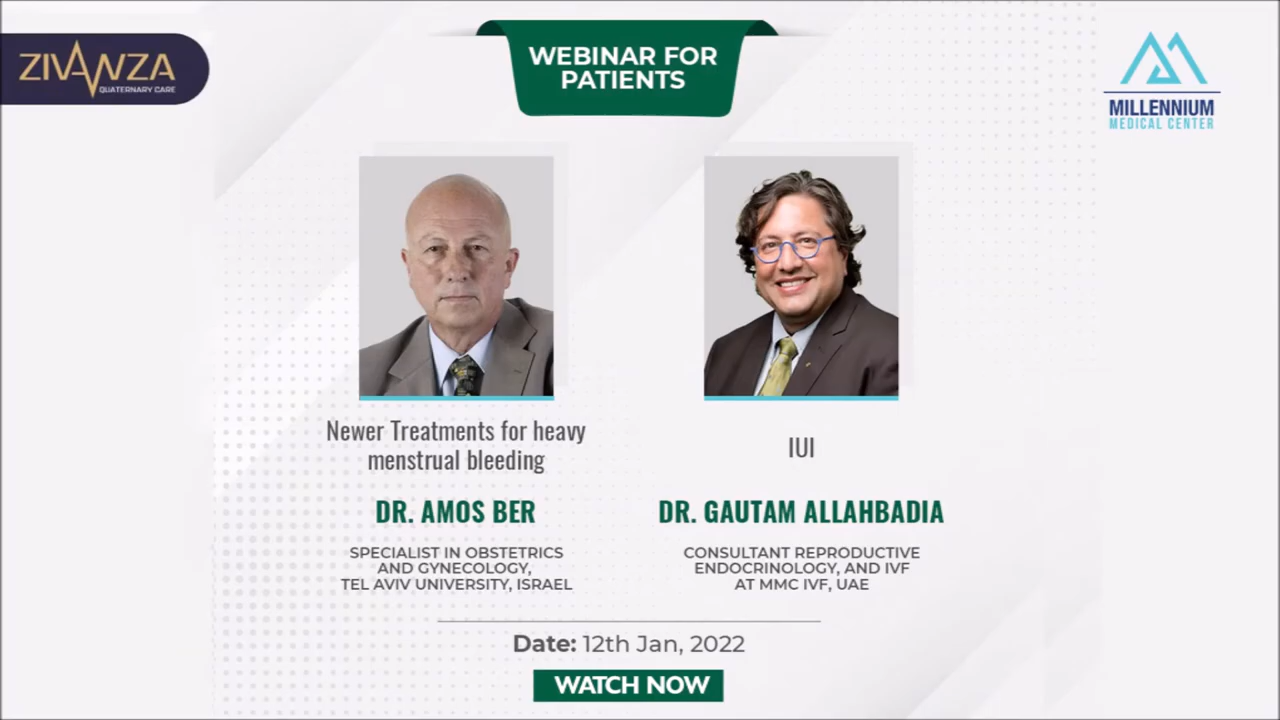 ZIVANZA
QUATERNARY CARE
WEBINAR FOR
PATIENTS
MILLENNIUM
MEDICAL CENTER
Newer Treatments for heavy
menstrual bleeding
DR. AMOS BER
SPECIALIST IN OBSTETRICS
AND GYNECOLOGY,
TEL AVIV UNIVERSITY, ISRAEL
IUI
DR. GAUTAM ALLAHBADIA
CONSULTANT REPRODUCTIVE
ENDOCRINOLOGY, AND IVF
AT MMC IVF, UAE
Date: 12th Jan, 2022
WATCH NOW